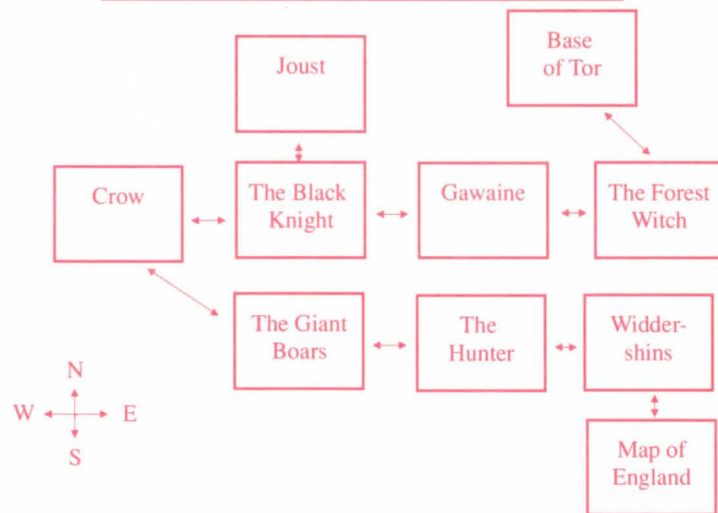 Joust
Base
of Tor
Crow
The Black
Knight
Gawaine
The Forest
Witch
The Giant
Boars
The
Hunter
Widder-
shins
Map of
England
N
W
E
S